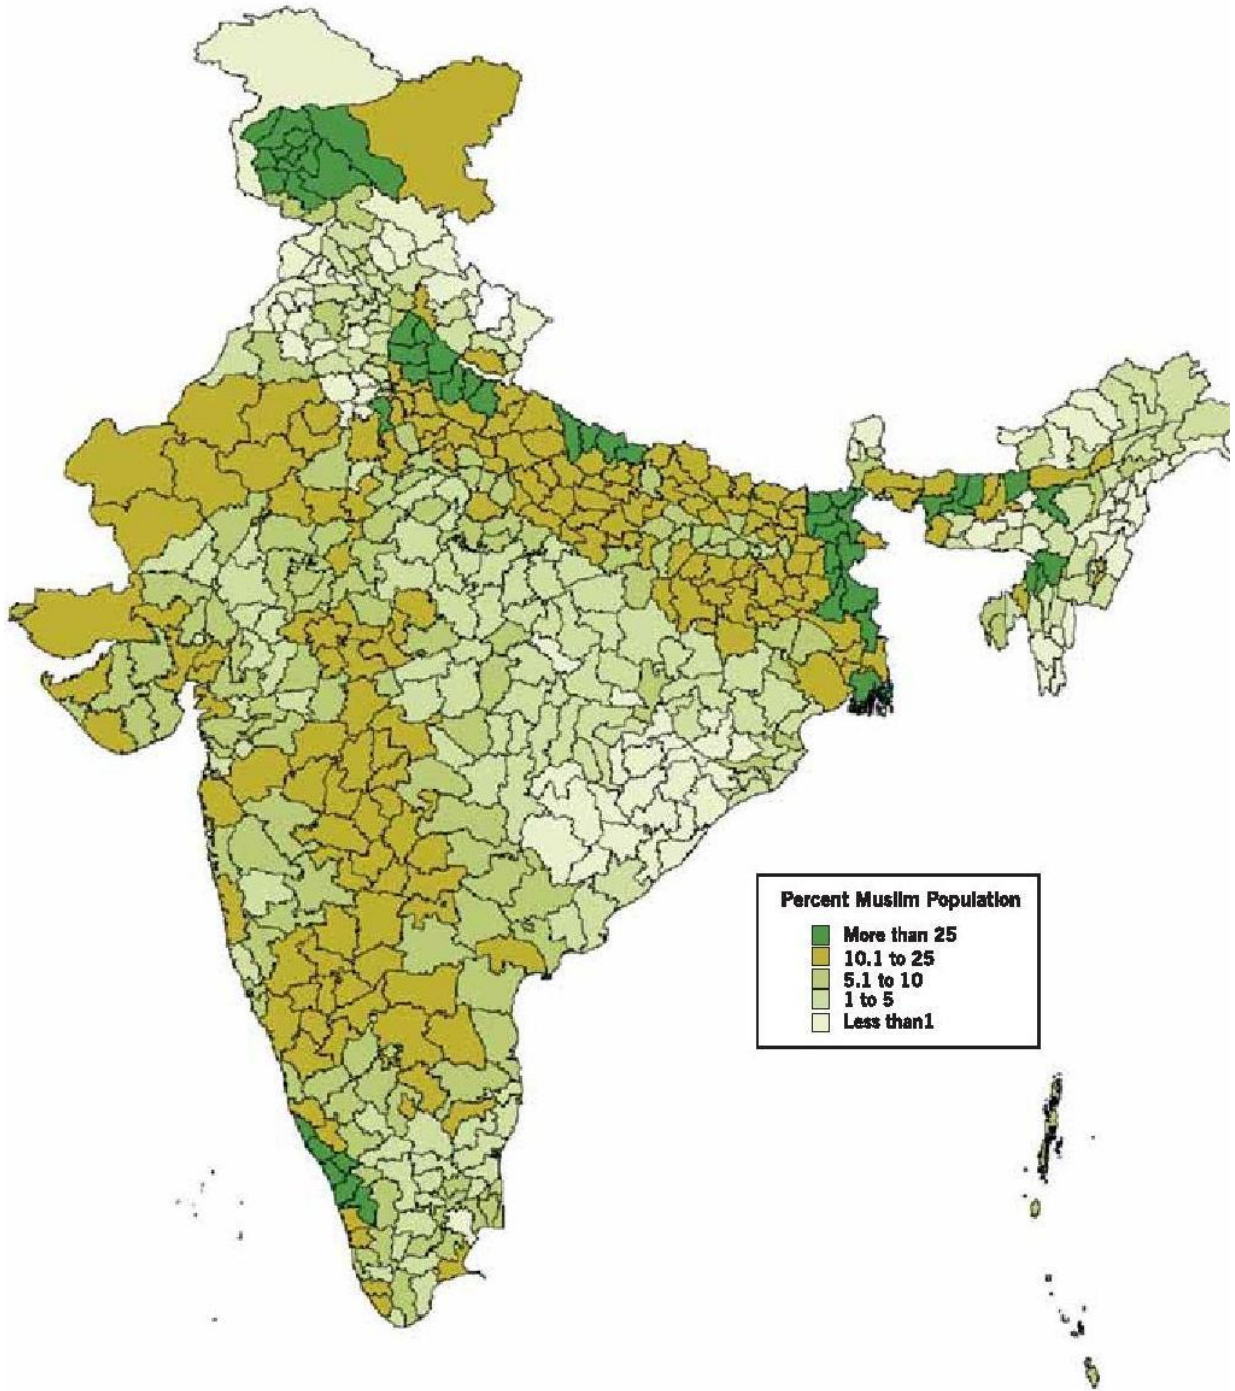 Percent Muslim Population
More than 25
10.1 to 25
5.1 to 10
1 to 5
Less than1